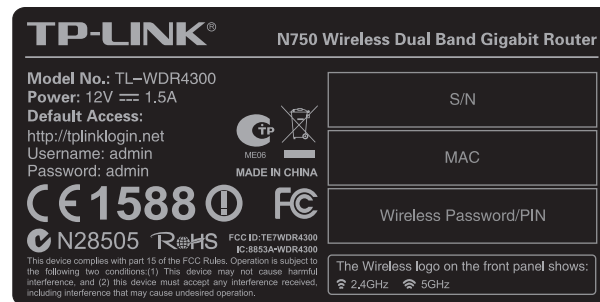 TP-LINK®
N750 Wireless Dual Band Gigabit Router
Model No.: TL-WDR4300
Power: 12V ⎓ 1.5A
Default Access:
http://tplinklogin.net
Username: admin
Password: admin
ТР
ME06
MADE IN CHINA
CE1588
FC
N28505
RoHS
FCC ID:TE7WDR4300
IC:8853A-WDR4300
This device complies with part 15 of the FCC Rules. Operation is subject to
the following two conditions:(1) This device may not cause harmful
interference, and (2) this device must accept any interference received,
including interference that may cause undesired operation.
S/N
MAC
Wireless Password/PIN
The Wireless logo on the front panel shows:
2,4GHz 5GHz